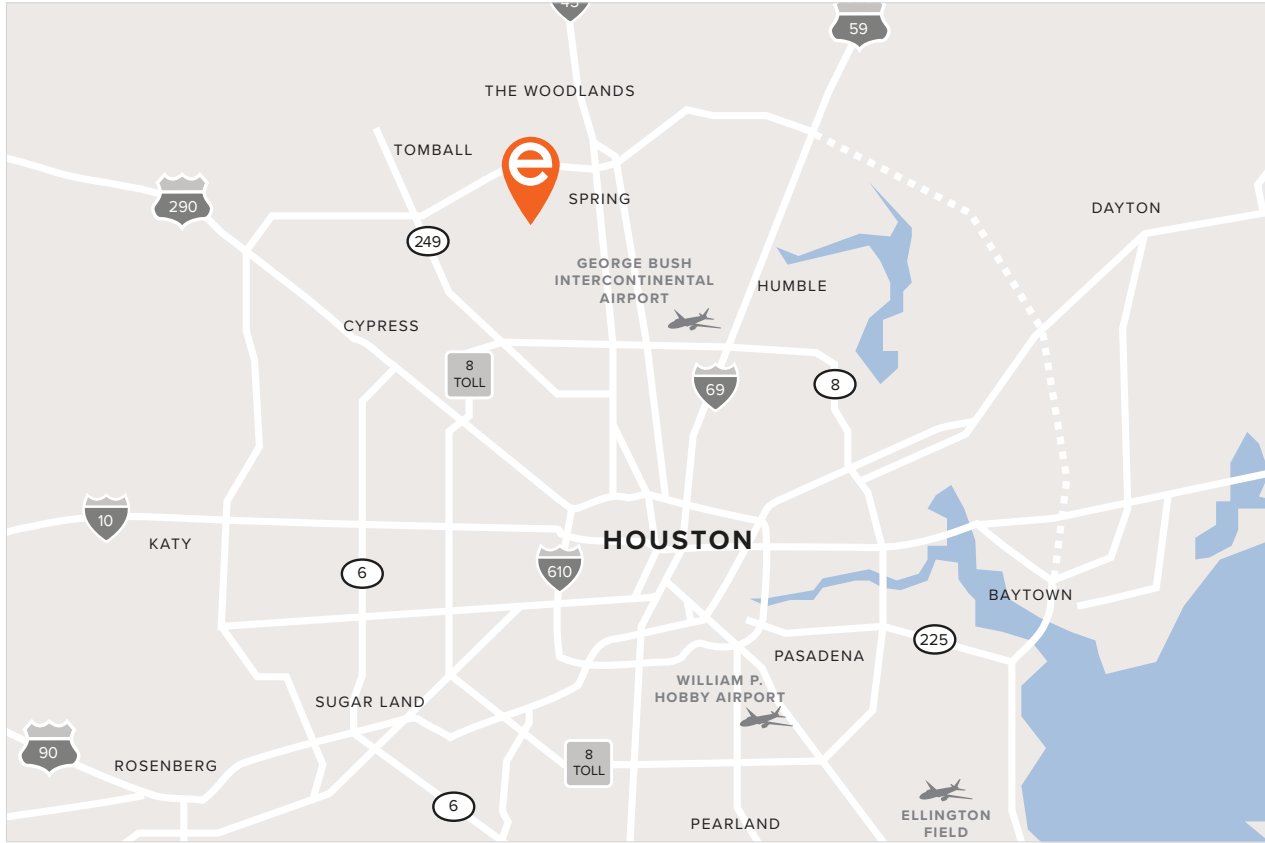 45
59
THE WOODLANDS
TOMBALL
e
SPRING
290
DAYTON
249
GEORGE BUSH
INTERCONTINENTAL
AIRPORT
HUMBLE
CYPRESS
8
TOLL
69
8
10
KATY
HOUSTON
6
610
BAYTOWN
225
PASADENA
WILLIAM P.
HOBBY AIRPORT
SUGAR LAND
90
ROSENBERG
8
TOLL
6
PEARLAND
ELLINGTON
FIELD